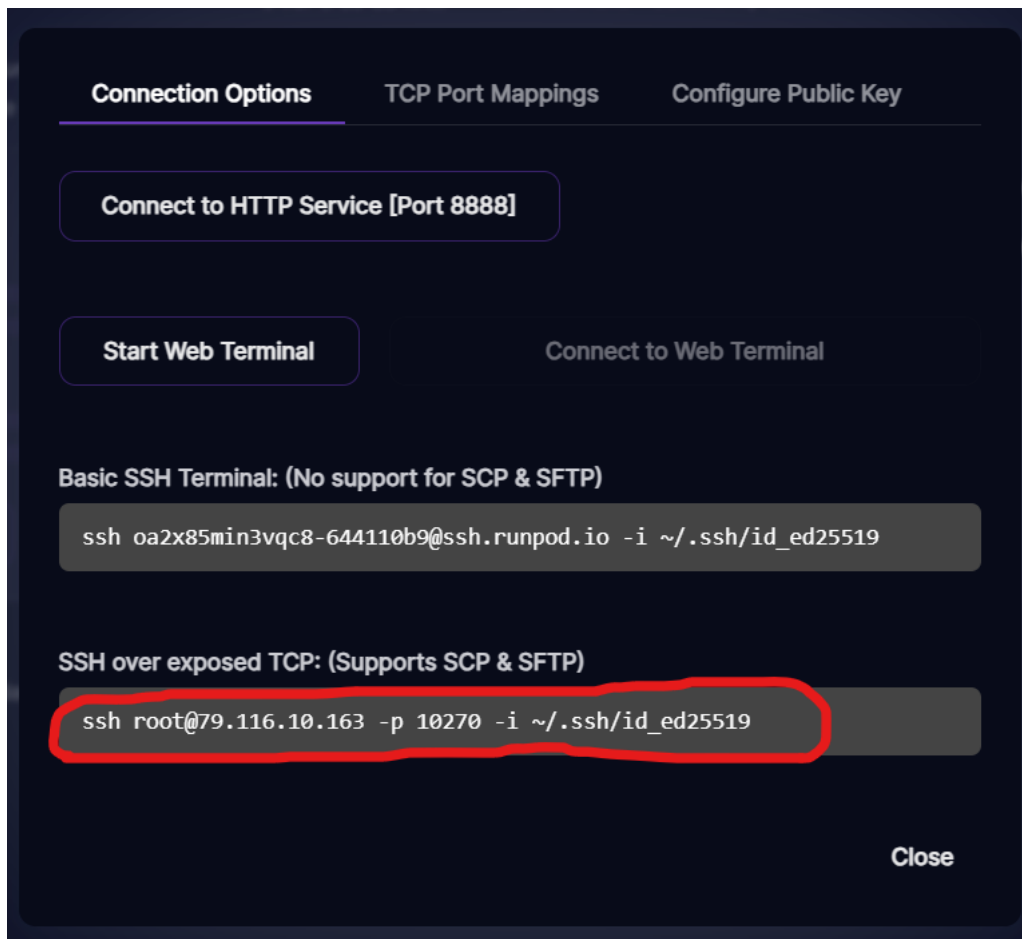 Connection Options TCP Port Mappings Configure Public Key
Connect to HTTP Service [Port 8888]
Start Web Terminal Connect to Web Terminal
Basic SSH Terminal: (No support for SCP & SFTP)
ssh oa2x85min3vqc8-644110b9@ssh.runpod.io -i ~/.ssh/id_ed25519
SSH over exposed TCP: (Supports SCP & SFTP)
ssh root@79.116.10.163 -p 10270 -i ~/.ssh/id_ed25519
Close